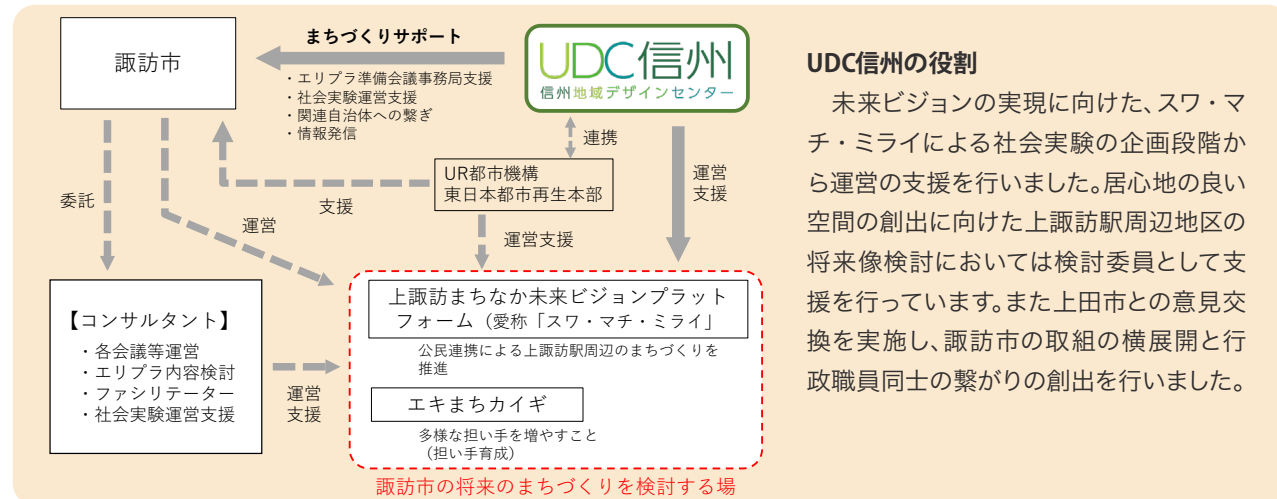 諏訪市
まちづくりサポート
・エリプラ準備会議事務局支援
・社会実験運営支援
・関連自治体への繋ぎ
・情報発信
UDC信州
信州地域デザインセンター
連携
UR都市機構
東日本都市再生本部
運営
支援
支援
委託
運営
運営支援
【コンサルタント】
・各会議等運営
・エリプラ内容検討
・ファシリテーター
・社会実験運営支援
運営
支援
上諏訪まちなか未来ビジョンプラット
フォーム（愛称「スワ・マチ・ミライ」
公民連携による上諏訪駅周辺のまちづくりを
推進
エキまちカイギ
多様な担い手を増やすこと
（担い手育成）
諏訪市の将来のまちづくりを検討する場
UDC信州の役割
未来ビジョンの実現に向けた、スワ・マ
チ・ミライによる社会実験の企画段階か
ら運営の支援を行いました。居心地の良い
空間の創出に向けた上諏訪駅周辺地区の
将来像検討においては検討委員として支
援を行っています。また上田市との意見交
換を実施し、諏訪市の取組の横展開と行
政職員同士の繋がりの創出を行いました。